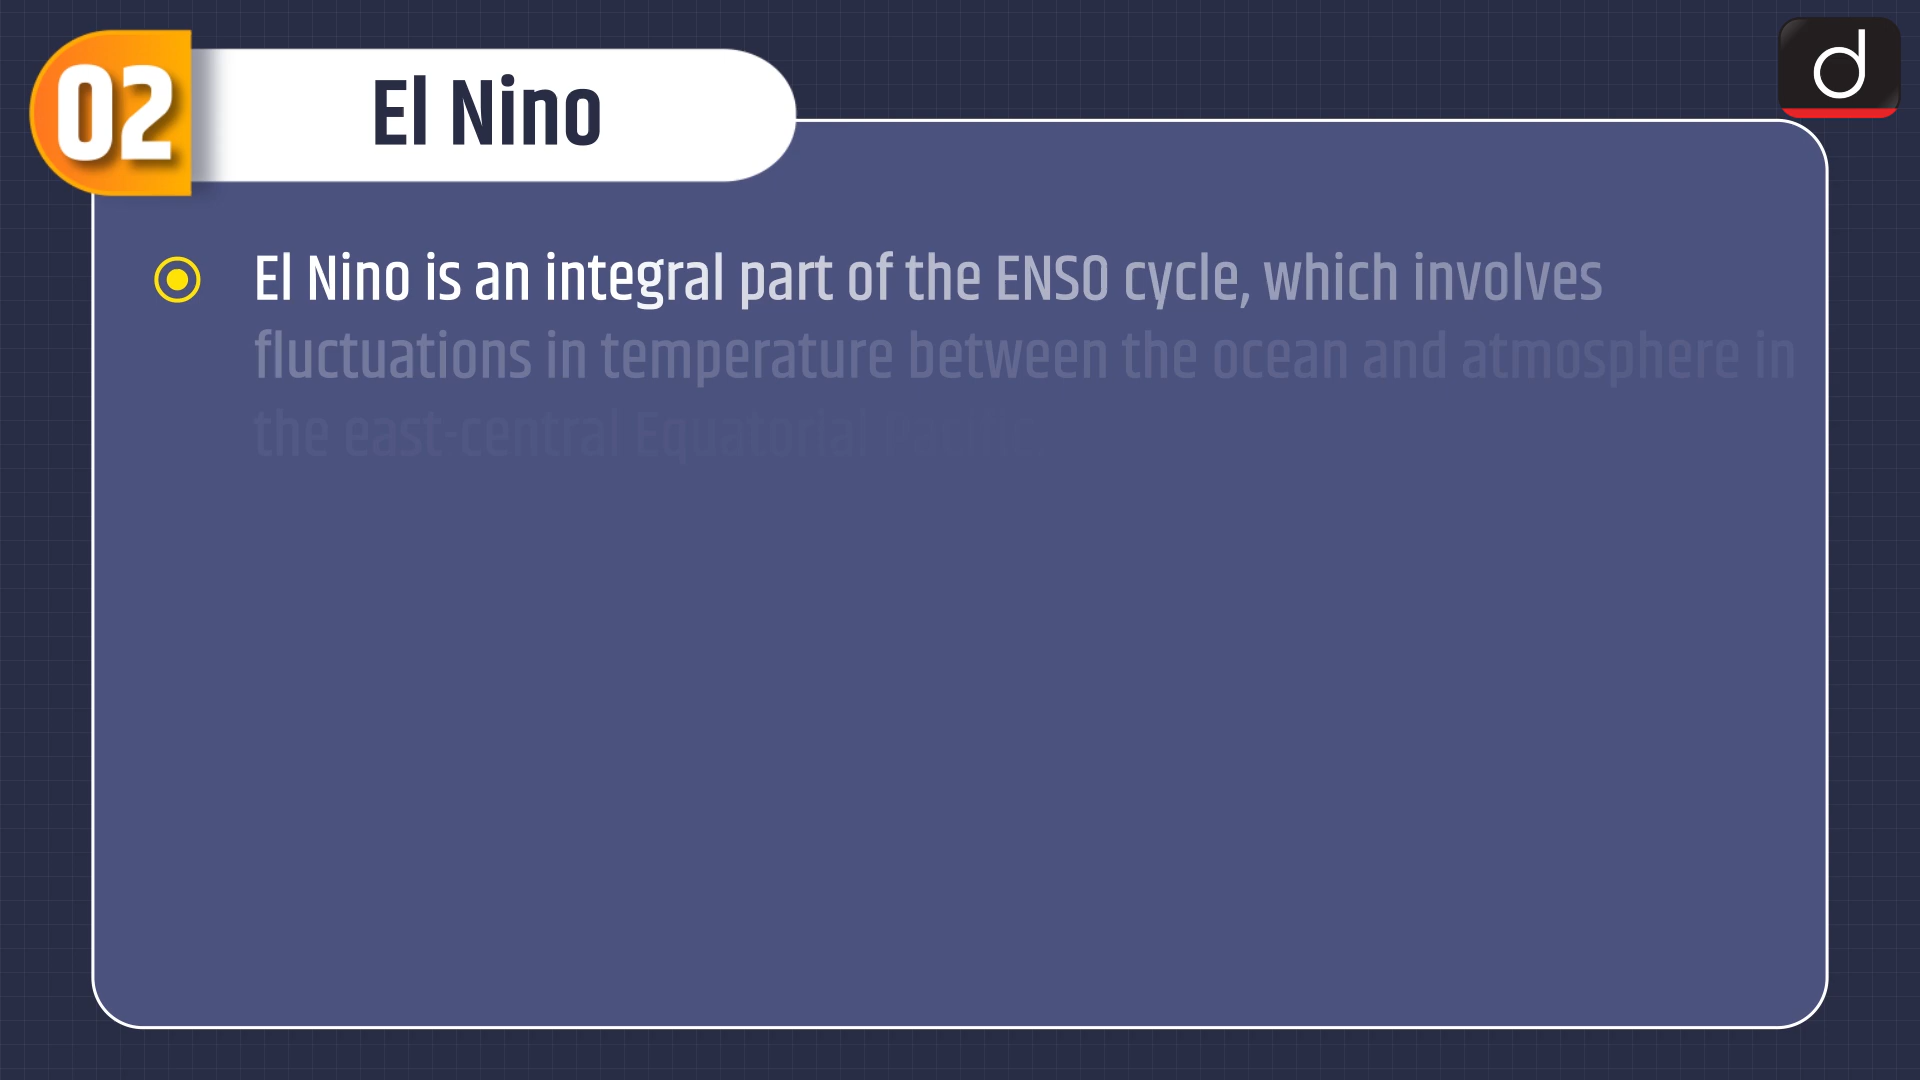 02
El Nino
d
El Nino is an integral part of the ENSO cycle, which involves
fluctuations in temperature between the ocean and atmosphere in
the east-central Equatorial Pacific.